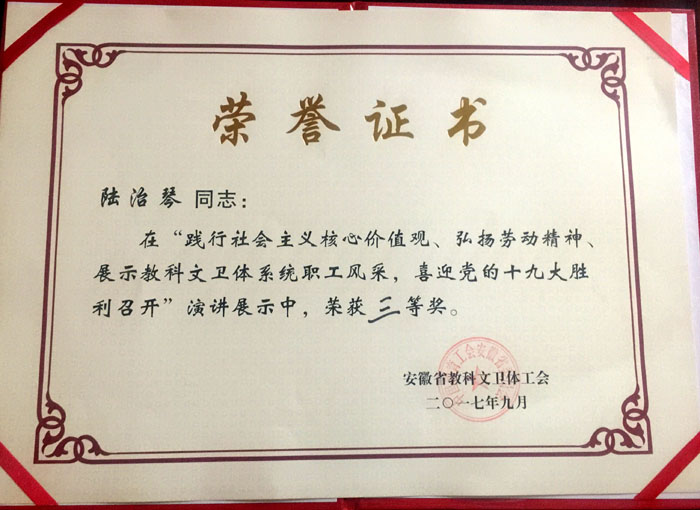 荣誉证书
陆治琴 同志：
在“践行社会主义核心价值观、弘扬劳动精神、
展示教科文卫体系统职工风采，喜迎党的十九大胜
利召开”演讲展示中，荣获三等奖。
安徽省教科文卫体工会
二〇一七年九月